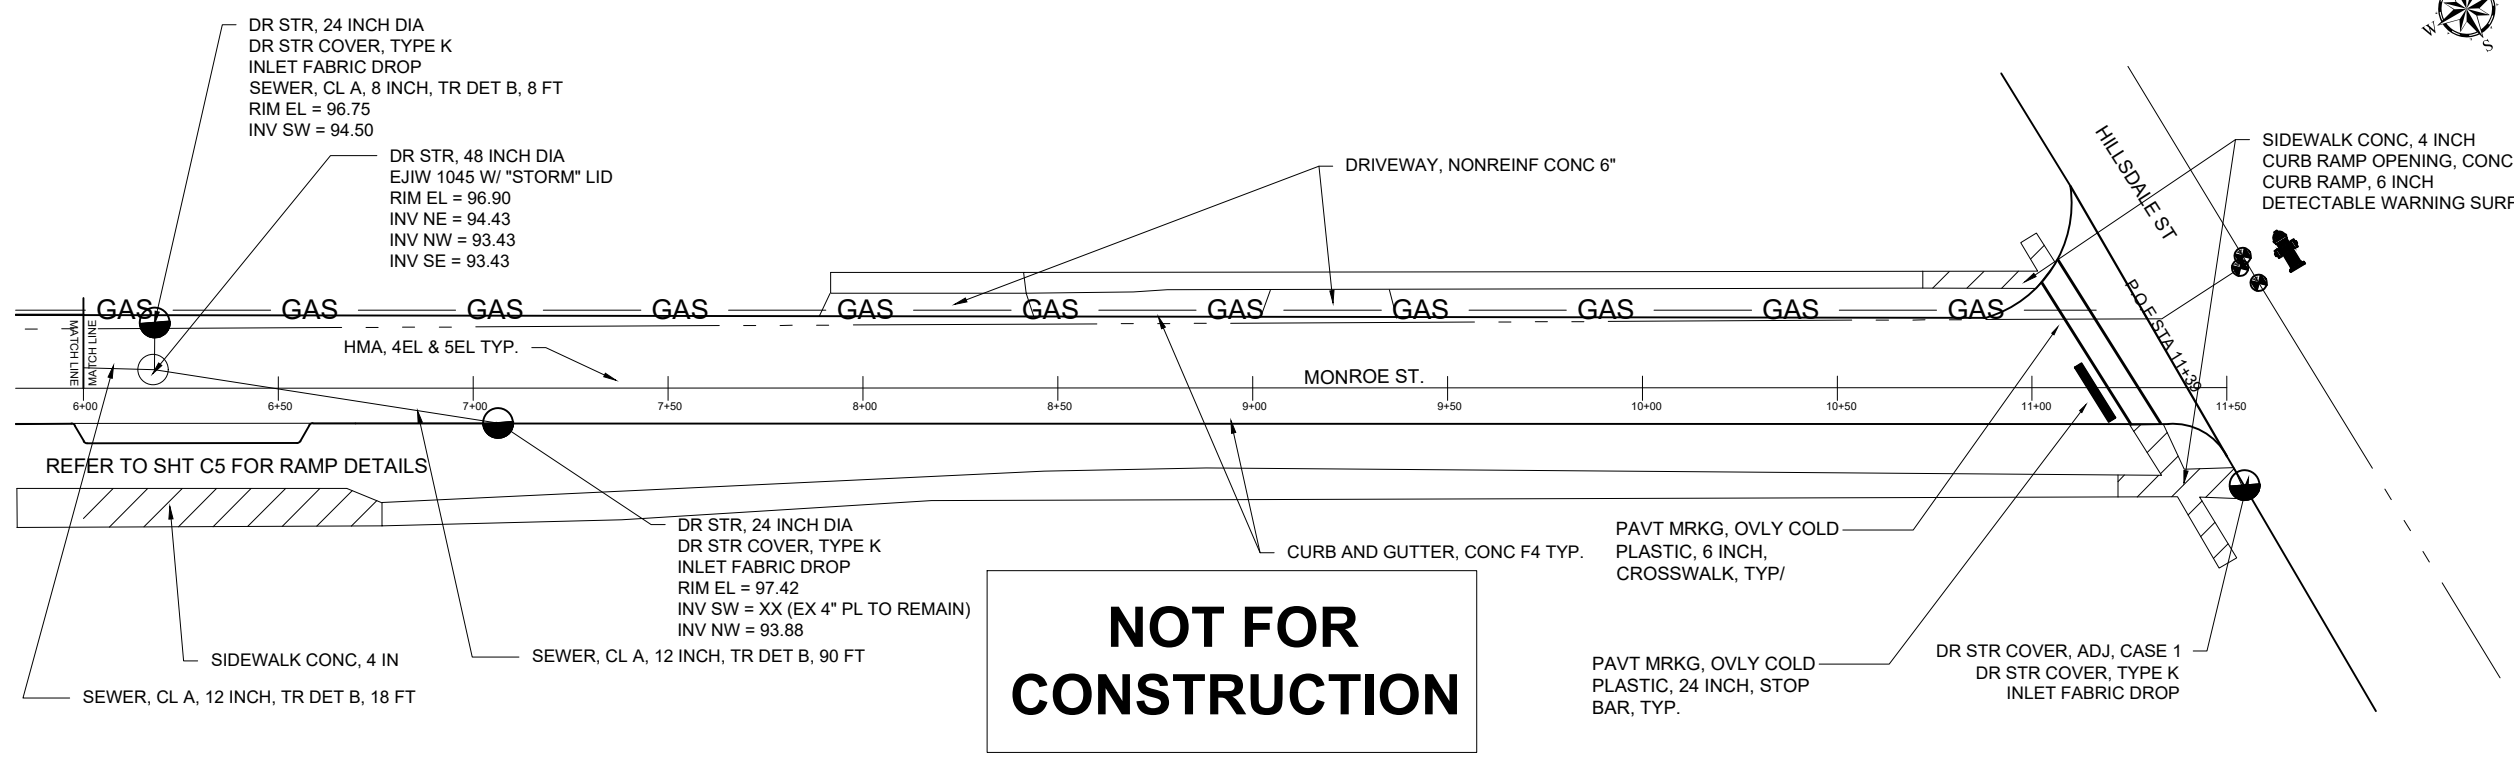 DR STR, 24 INCH DIA
DR STR COVER, TYPE K
INLET FABRIC DROP
SEWER, CL A, 8 INCH, TR DET B, 8 FT
RIM EL = 96.75
INV SW = 94.50
DR STR, 48 INCH DIA
EJIW 1045 W/ "STORM" LID
RIM EL = 96.90
INV NE = 94.43
INV NW = 93.43
INV SE = 93.43
DRIVEWAY, NONREINF CONC 6"
W
S
HILLSDALE ST
SIDEWALK CONC, 4 INCH
CURB RAMP OPENING, CONC
CURB RAMP, 6 INCH
DETECTABLE WARNING SURF
GAS GAS GAS GAS GAS GAS GAS GAS GAS GAS GAS
MATCH LINE
MATCH LINE
HMA, 4EL & 5EL TYP.
MONROE ST.
P.O.E STA 11+39
6+00 6+50 7+00 7+50 8+00 8+50 9+00 9+50 10+00 10+50 11+00 11+50
REFER TO SHT C5 FOR RAMP DETAILS
DR STR, 24 INCH DIA
DR STR COVER, TYPE K
INLET FABRIC DROP
RIM EL = 97.42
INV SW = XX (EX 4" PL TO REMAIN)
INV NW = 93.88
SEWER, CL A, 12 INCH, TR DET B, 90 FT
SIDEWALK CONC, 4 IN
SEWER, CL A, 12 INCH, TR DET B, 18 FT
CURB AND GUTTER, CONC F4 TYP.
NOT FOR
CONSTRUCTION
PAVT MRKG, OVLY COLD
PLASTIC, 6 INCH,
CROSSWALK, TYP/
PAVT MRKG, OVLY COLD
PLASTIC, 24 INCH, STOP
BAR, TYP.
DR STR COVER, ADJ, CASE 1
DR STR COVER, TYPE K
INLET FABRIC DROP